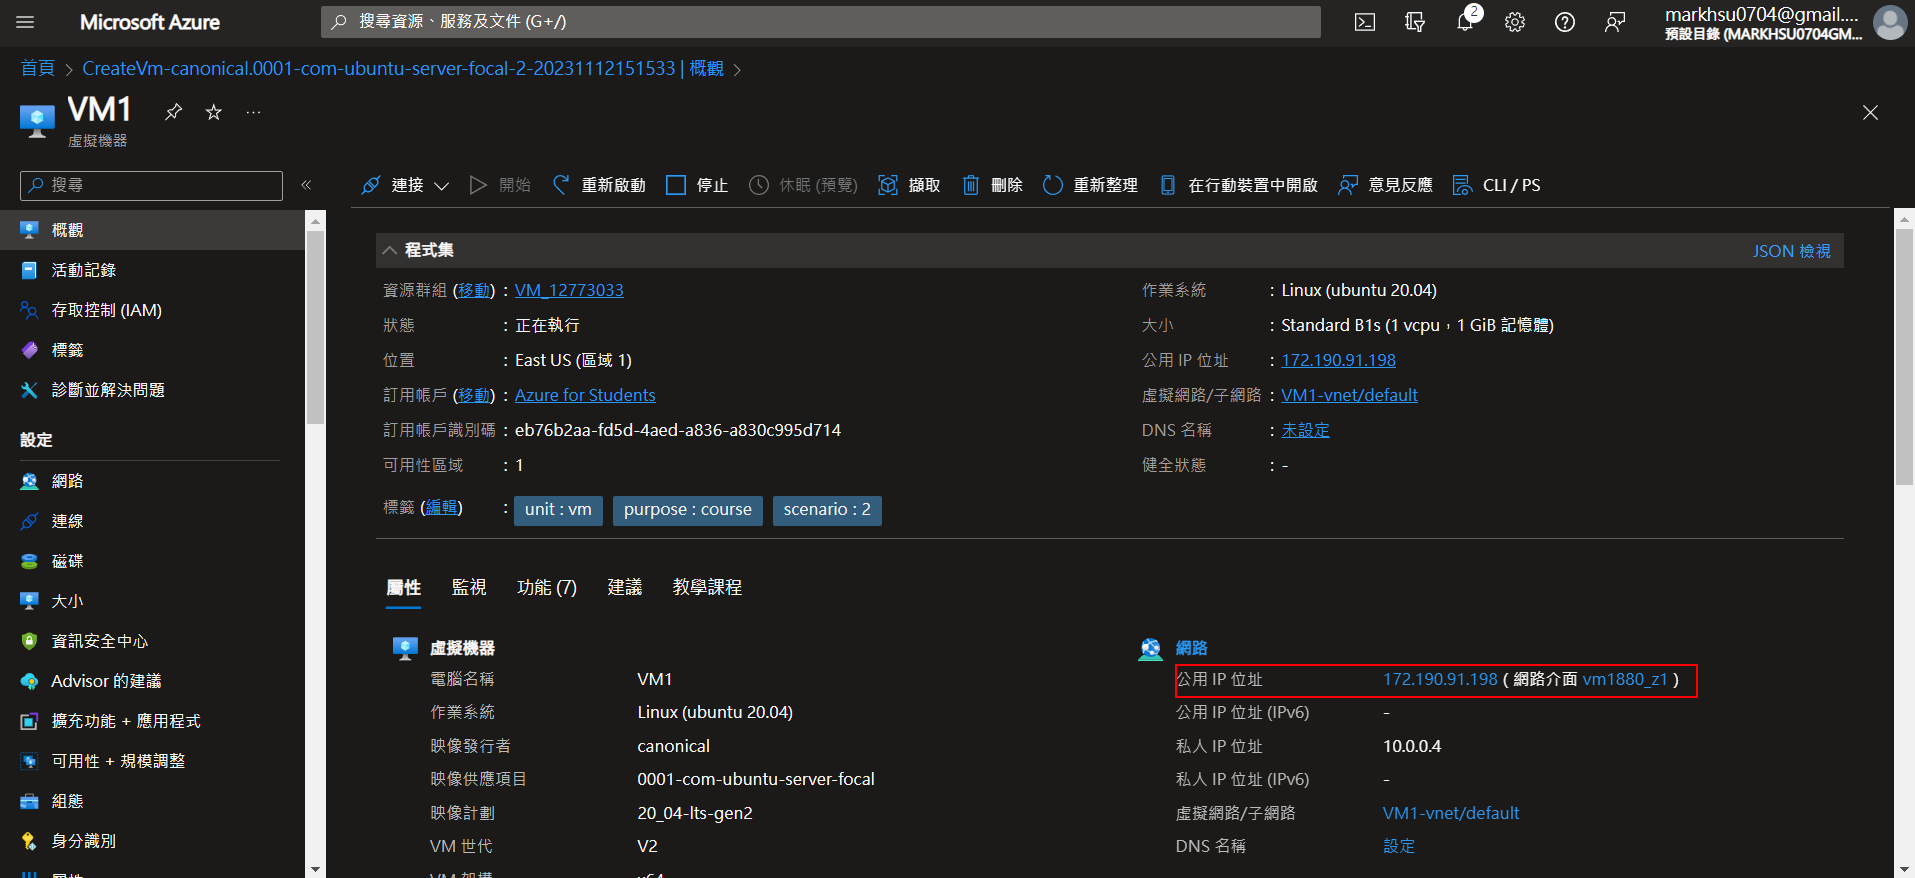 Microsoft Azure
搜尋資源、服務及文件 (G+/)
2
markhsu0704@gmail....
預設目錄 (MARKHSU0704GM...
首頁 > CreateVm-canonical.0001-com-ubuntu-server-focal-2-20231112151533 | 概觀 >
VM1
虛擬機器
搜尋
概觀
活動記錄
存取控制 (IAM)
標籤
診斷並解決問題
設定
網路
連線
磁碟
大小
資訊安全中心
Advisor 的建議
擴充功能 + 應用程式
可用性 + 規模調整
組態
身分識別
連接 開始 重新啟動 停止 休眠 (預覽) 擷取 刪除 重新整理 在行動裝置中開啟 意見反應 CLI / PS
程式集
JSON 檢視
資源群組 (移動) : VM_12773033
狀態 : 正在執行
位置 : East US (區域 1)
訂用帳戶 (移動) : Azure for Students
訂用帳戶識別碼 : eb76b2aa-fd5d-4aed-a836-a830c995d714
可用性區域 : 1
作業系統 : Linux (ubuntu 20.04)
大小 : Standard B1s (1 vcpu，1 GiB 記憶體)
公用 IP 位址 : 172.190.91.198
虛擬網路/子網路 : VM1-vnet/default
DNS 名稱 : 未設定
健全狀態 : -
標籤 (編輯) : unit : vm purpose : course scenario : 2
屬性 監視 功能 (7) 建議 教學課程
虛擬機器
電腦名稱 VM1
作業系統 Linux (ubuntu 20.04)
映像發行者 canonical
映像供應項目 0001-com-ubuntu-server-focal
映像計劃 20_04-lts-gen2
VM 世代 V2
VM 架構 x64
網路
公用 IP 位址 172.190.91.198 ( 網路介面 vm1880_z1 )
公用 IP 位址 (IPv6) -
私人 IP 位址 10.0.0.4
私人 IP 位址 (IPv6) -
虛擬網路/子網路 VM1-vnet/default
DNS 名稱 設定